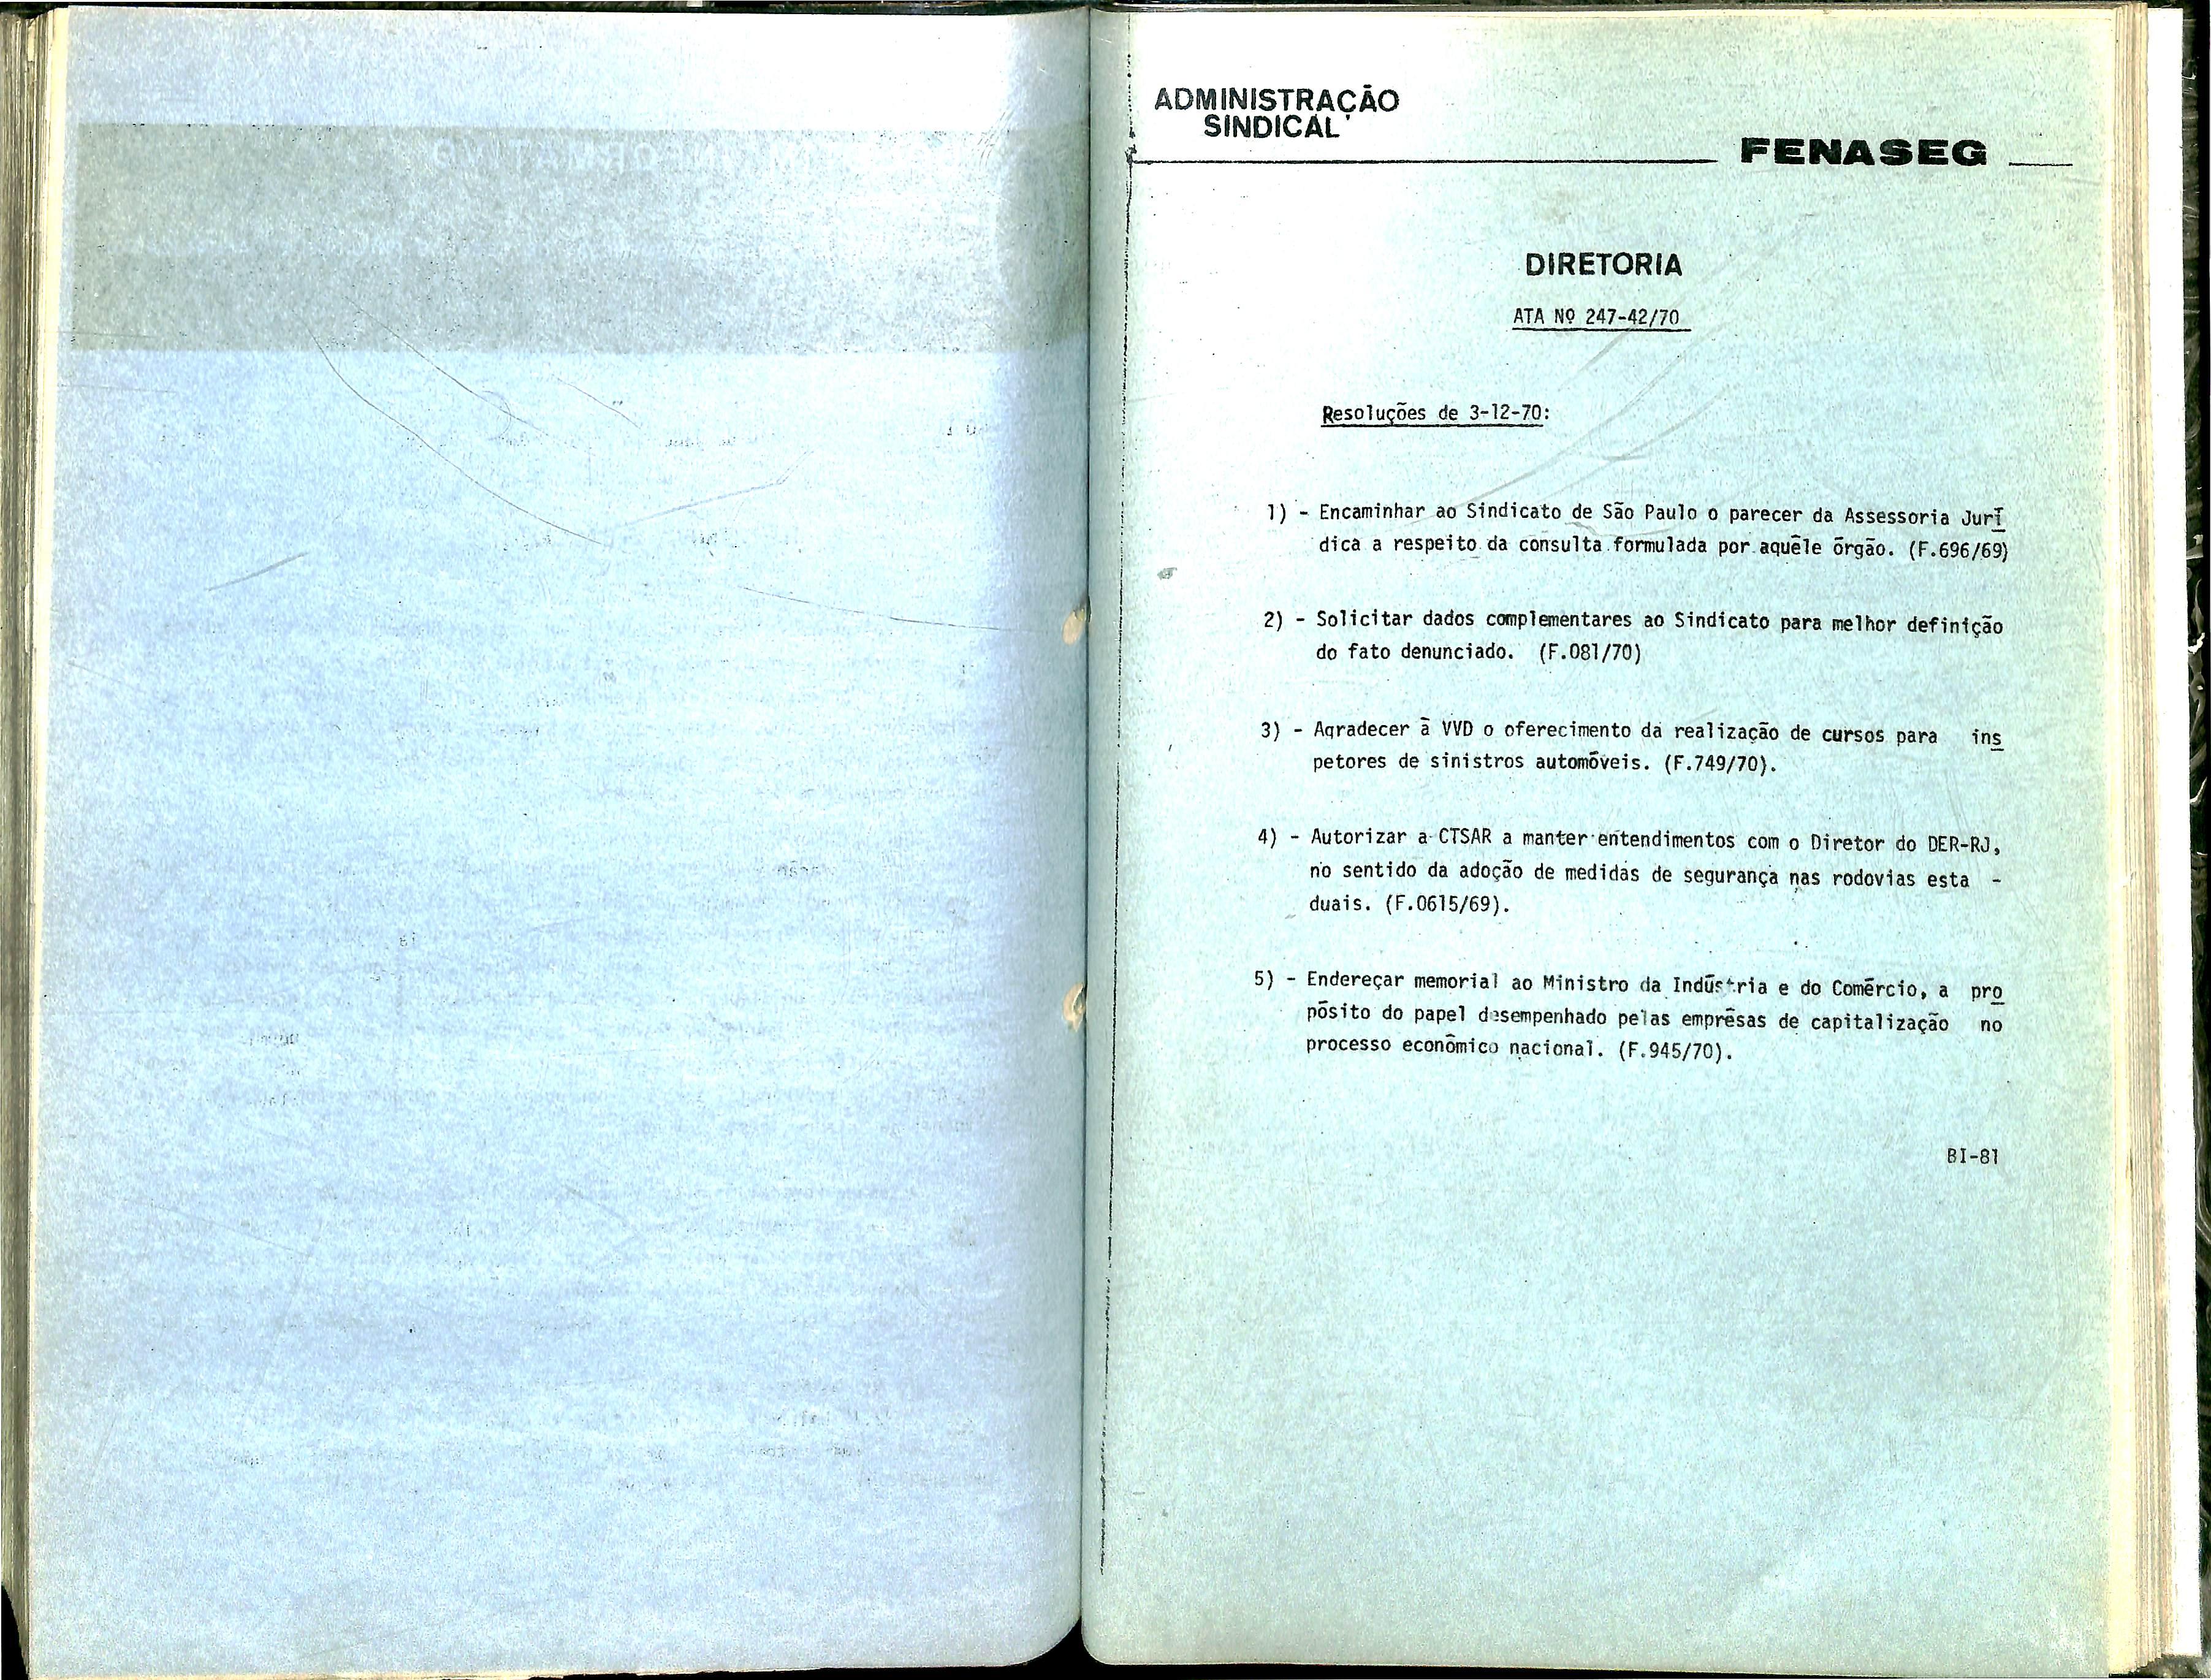 ADMINISTRAÇÃO
SINDICAL
FENASEG
DIRETORIA
ATA Nº 247-42/70
Resoluções de 3-12-70:
1) - Encaminhar ao Sindicato de São Paulo o parecer da Assessoria Jurí
dica a respeito da consulta formulada por aquêle órgão. (F.696/69)
2) - Solicitar dados complementares ao Sindicato para melhor definição
do fato denunciado. (F.081/70)
3) - Agradecer à VVD o oferecimento da realização de cursos para ins
petores de sinistros automóveis. (F.749/70).
4) - Autorizar a CTSAR a manter entendimentos com o Diretor do DER-RJ,
no sentido da adoção de medidas de segurança nas rodovias esta -
duais. (F.0615/69).
5) - Endereçar memorial ao Ministro da Indústria e do Comércio, a pro
pósito do papel desempenhado pelas emprêsas de capitalização no
processo econômico nacional. (F.945/70).
BI-81